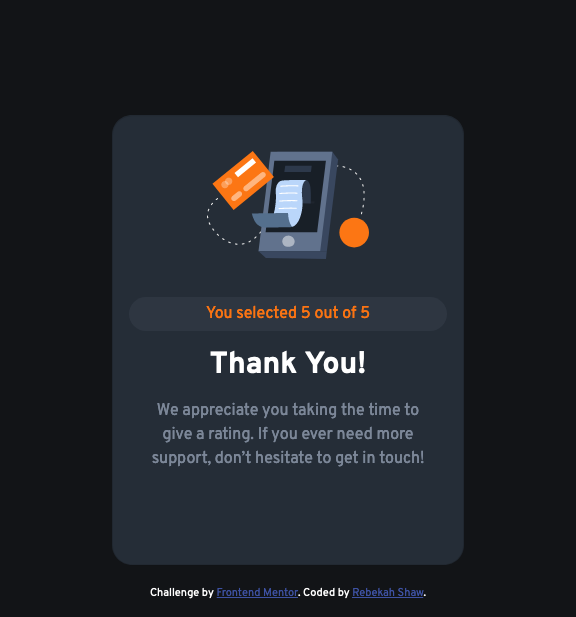 You selected 5 out of 5
Thank You!
We appreciate you taking the time to
give a rating. If you ever need more
support, don’t hesitate to get in touch!
Challenge by Frontend Mentor. Coded by Rebekah Shaw.